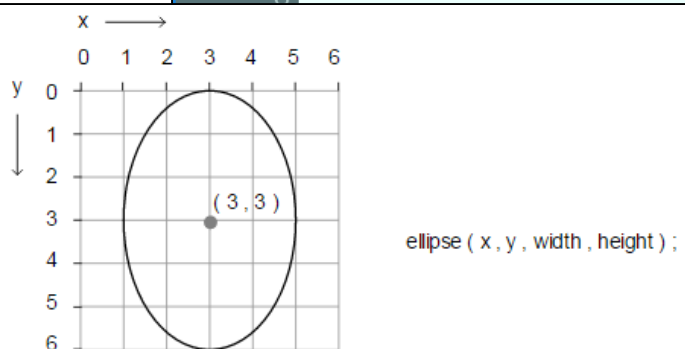 x
0 1 2 3 4 5 6
y
0
1
2
( 3 , 3 )
3
ellipse ( x , y , width , height ) ;
4
5
6